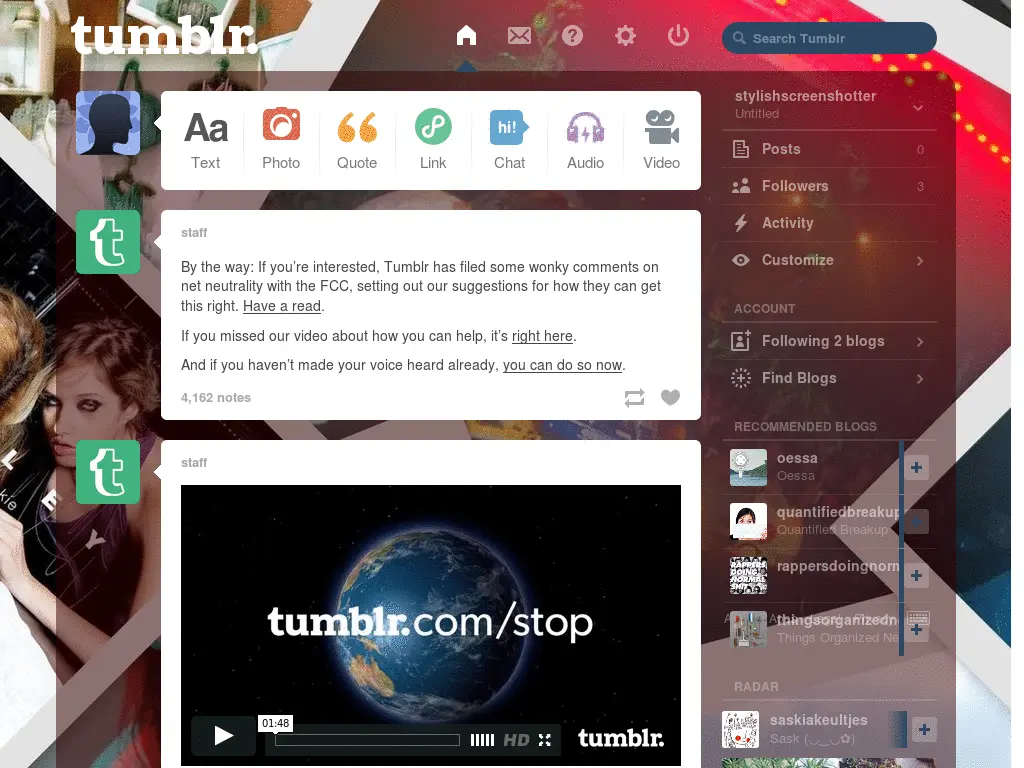 tumblr.
Search Tumblr
Aa
Text
Photo
Quote
Link
hi!
Chat
Audio
Video
stylishscreenshotter
Untitled
Posts 0
Followers 3
Activity
Customize
ACCOUNT
Following 2 blogs
Find Blogs
RECOMMENDED BLOGS
oessa
Oessa
quantifiedbreakup
Quantified Breakup
RAPPERS
DOING
NORMAL
SHIT
rappersdoingnorm
thingsorganizedn
Things Organized Ne
RADAR
saskiakeultjes
Sask (◡‿◡✿)
t
staff
By the way: If you’re interested, Tumblr has filed some wonky comments on
net neutrality with the FCC, setting out our suggestions for how they can get
this right. Have a read.
If you missed our video about how you can help, it’s right here.
And if you haven’t made your voice heard already, you can do so now.
4,162 notes
t
staff
tumblr.com/stop
01:48
HD
tumblr.